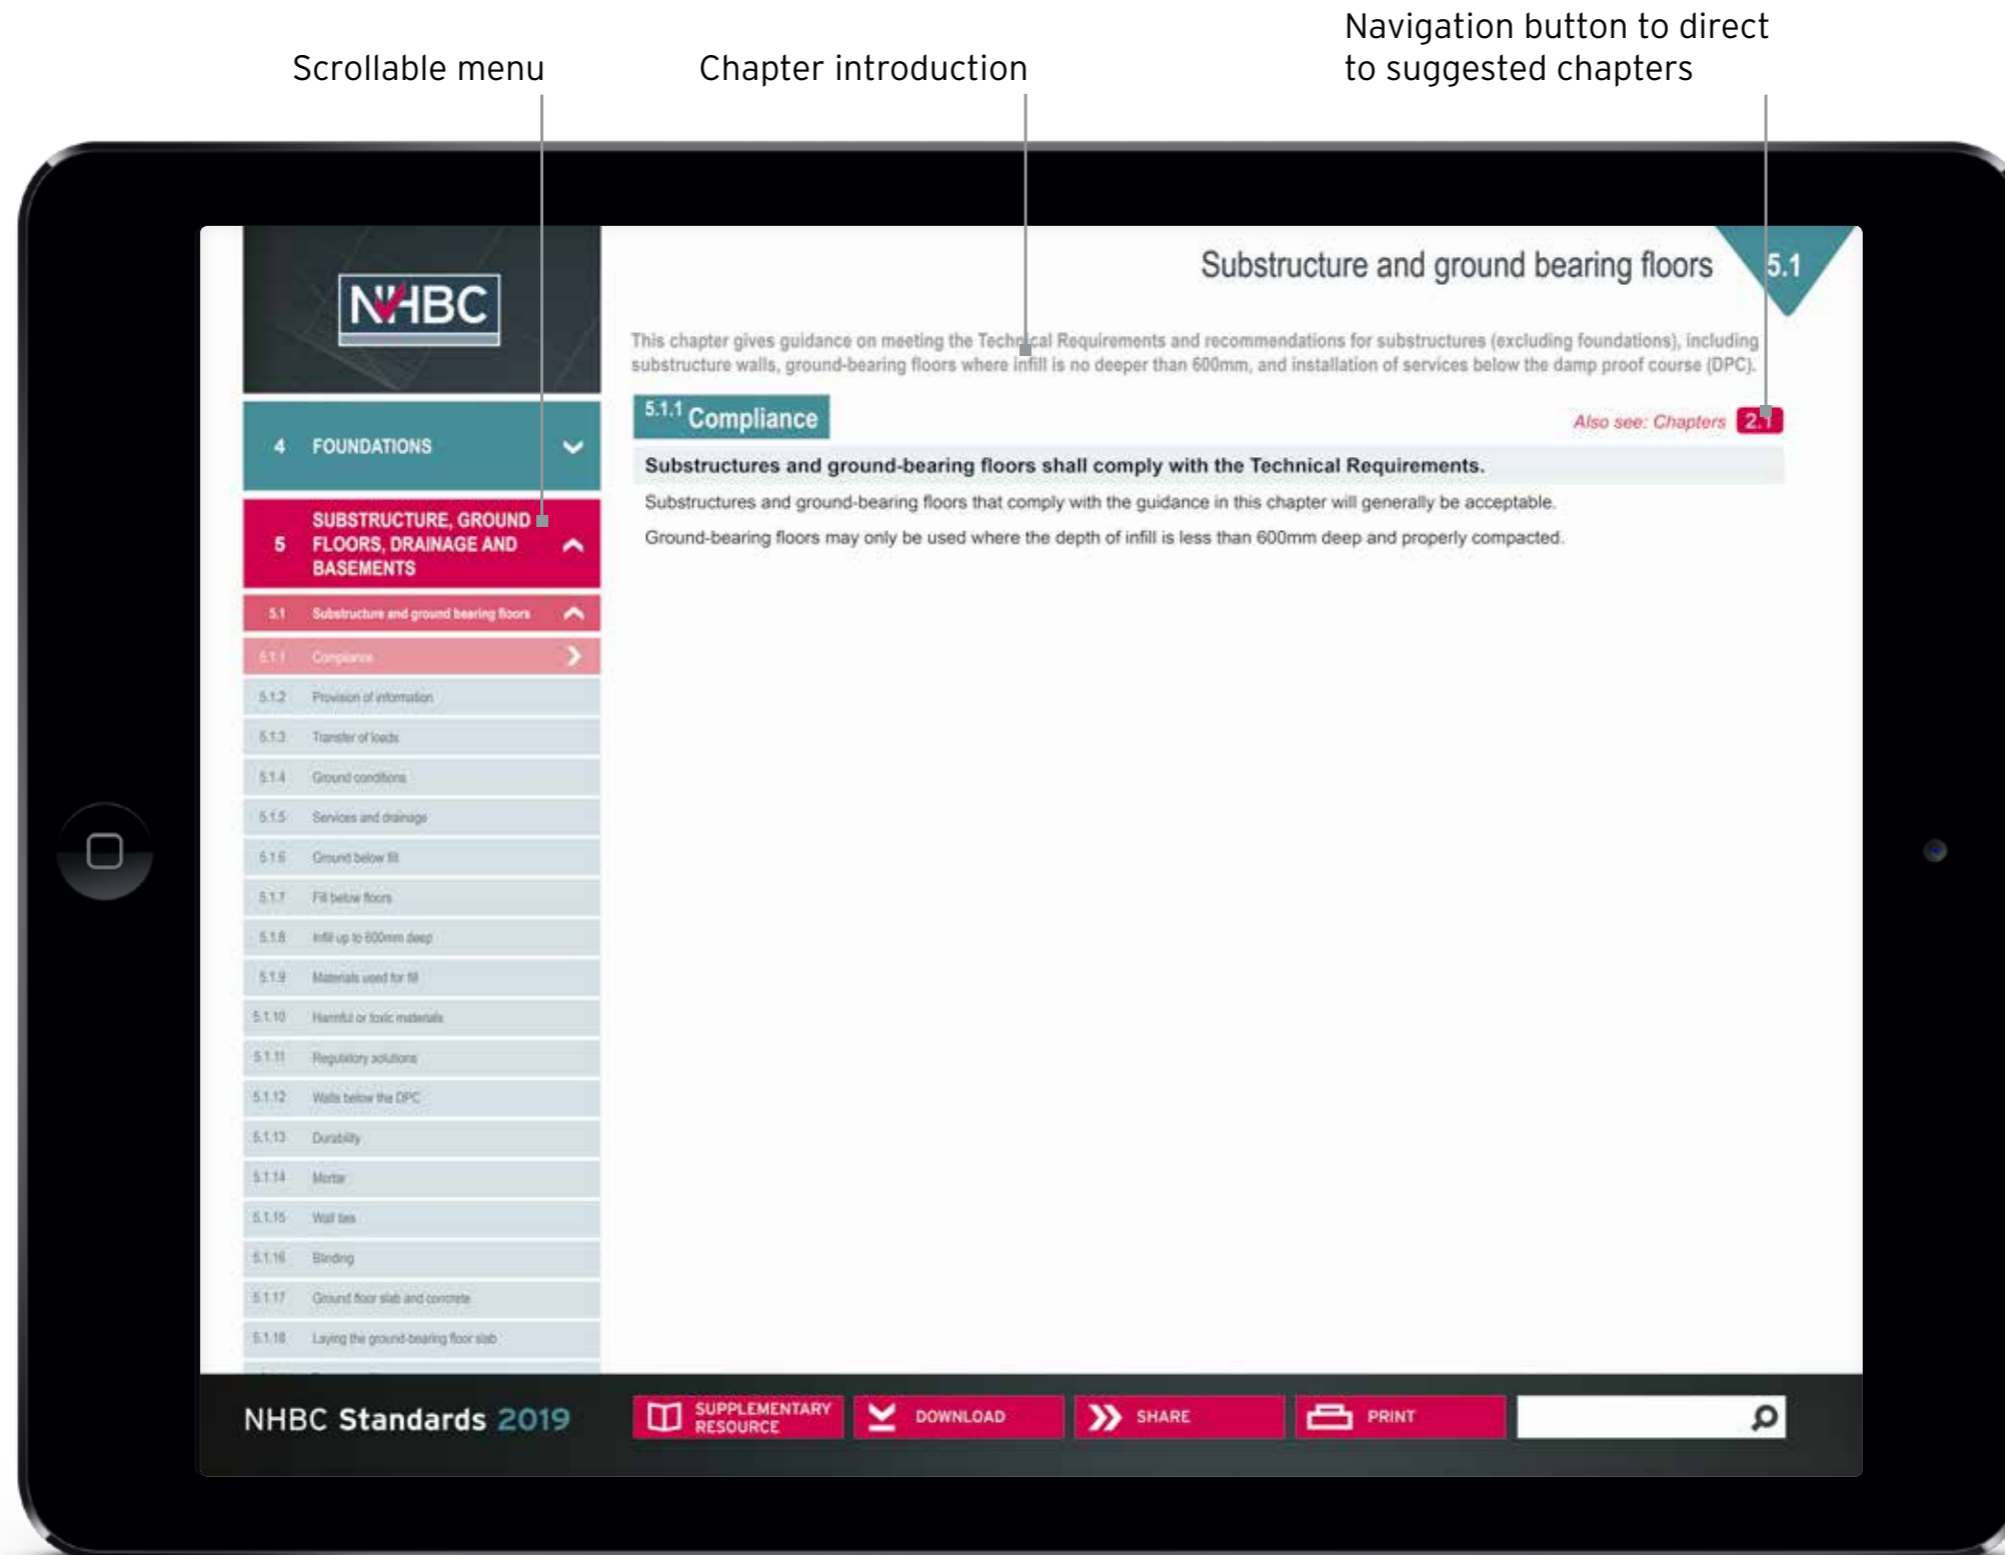 Scrollable menu
Chapter introduction
Navigation button to direct
to suggested chapters
NHBC
Substructure and ground bearing floors
5.1
This chapter gives guidance on meeting the Technical Requirements and recommendations for substructures (excluding foundations), including
substructure walls, ground-bearing floors where infill is no deeper than 600mm, and installation of services below the damp proof course (DPC).
5.1.1 Compliance
Also see: Chapters 2.1
Substructures and ground-bearing floors shall comply with the Technical Requirements.
Substructures and ground-bearing floors that comply with the guidance in this chapter will generally be acceptable.
Ground-bearing floors may only be used where the depth of infill is less than 600mm deep and properly compacted.
4 FOUNDATIONS
5 SUBSTRUCTURE, GROUND
FLOORS, DRAINAGE AND
BASEMENTS
5.1 Substructure and ground bearing floors
5.1.1 Compliance
5.1.2 Provision of information
5.1.3 Transfer of loads
5.1.4 Ground conditions
5.1.5 Services and drainage
5.1.6 Ground below fill
5.1.7 Fill below floors
5.1.8 Infill up to 600mm deep
5.1.9 Materials used for fill
5.1.10 Harmful or toxic materials
5.1.11 Regulatory solutions
5.1.12 Walls below the DPC
5.1.13 Durability
5.1.14 Mortar
5.1.15 Wall ties
5.1.16 Blinding
5.1.17 Ground floor slab and concrete
5.1.18 Laying the ground-bearing floor slab
NHBC Standards 2019
SUPPLEMENTARY
RESOURCE
DOWNLOAD
SHARE
PRINT